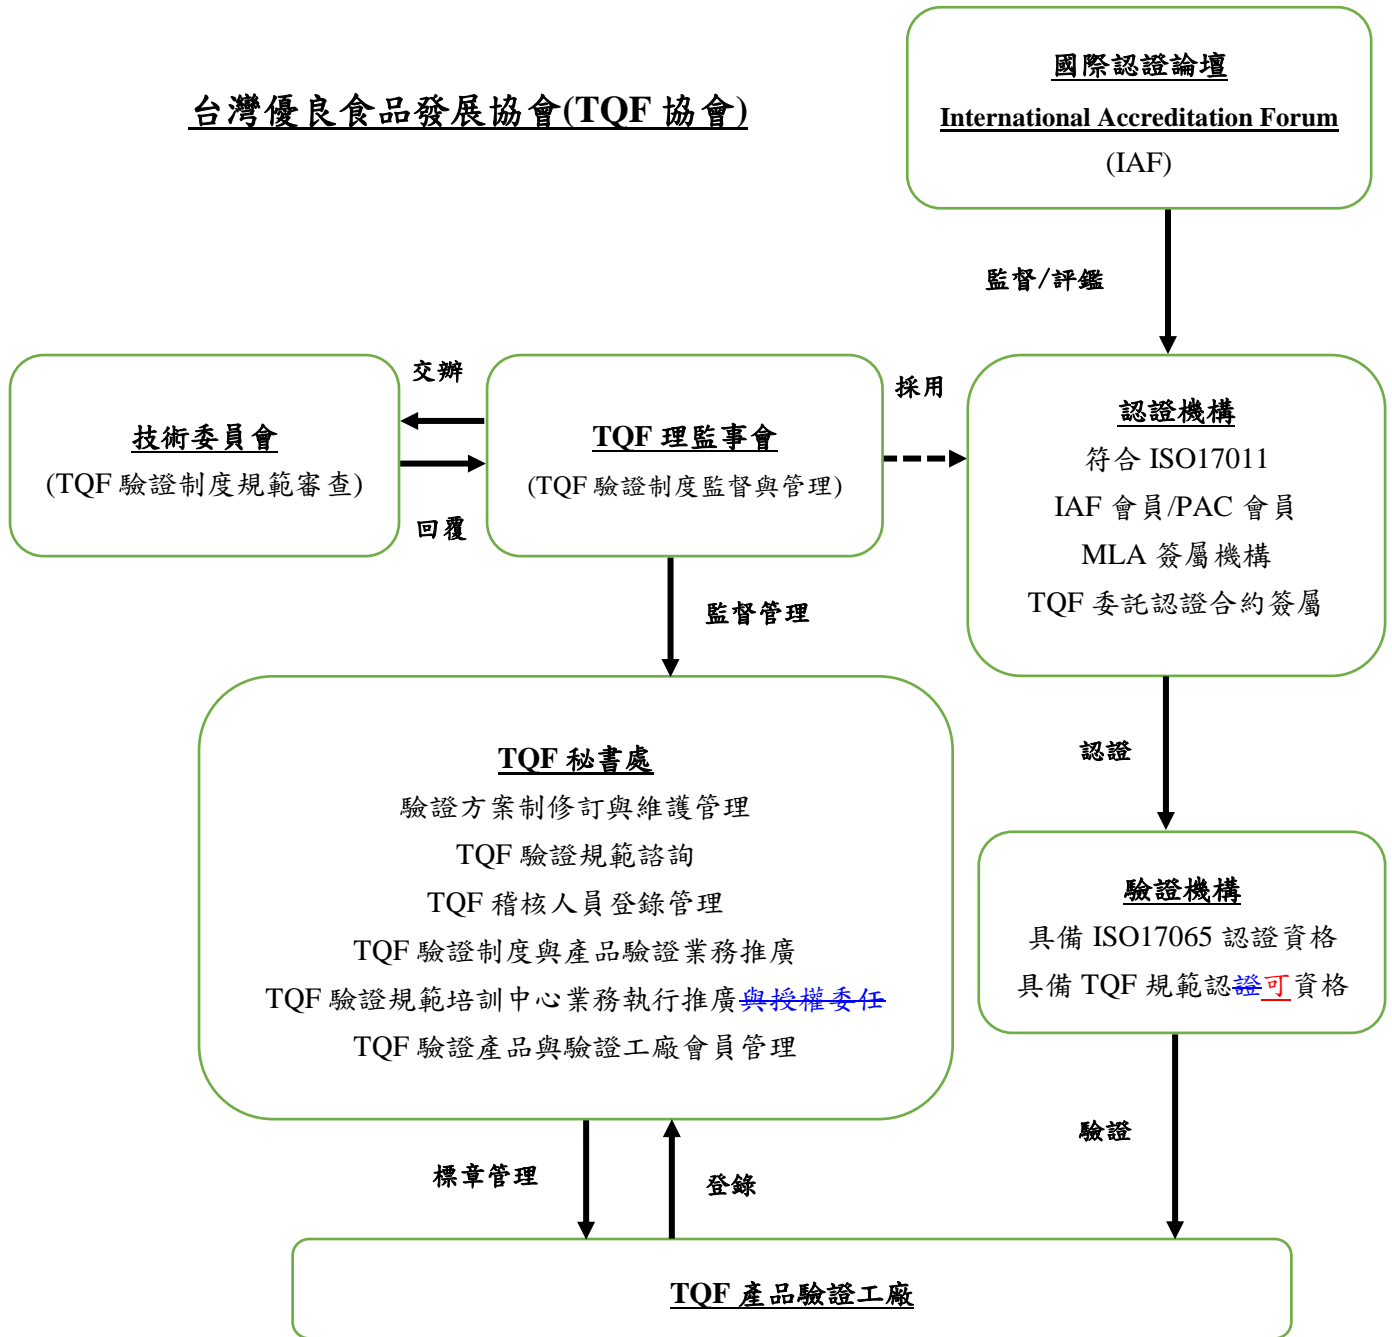 台灣優良食品發展協會(TQF 協會)
國際認證論壇
International Accreditation Forum
(IAF)
監督/評鑑
技術委員會
(TQF 驗證制度規範審查)
交辦
回覆
TQF 理監事會
(TQF 驗證制度監督與管理)
採用
認證機構
符合 ISO17011
IAF 會員/PAC 會員
MLA 簽屬機構
TQF 委託認證合約簽屬
監督管理
認證
TQF 秘書處
驗證方案制修訂與維護管理
TQF 驗證規範諮詢
TQF 稽核人員登錄管理
TQF 驗證制度與產品驗證業務推廣
TQF 驗證規範培訓中心業務執行推廣與授權委任
TQF 驗證產品與驗證工廠會員管理
驗證機構
具備 ISO17065 認證資格
具備 TQF 規範認證可資格
標章管理
登錄
驗證
TQF 產品驗證工廠